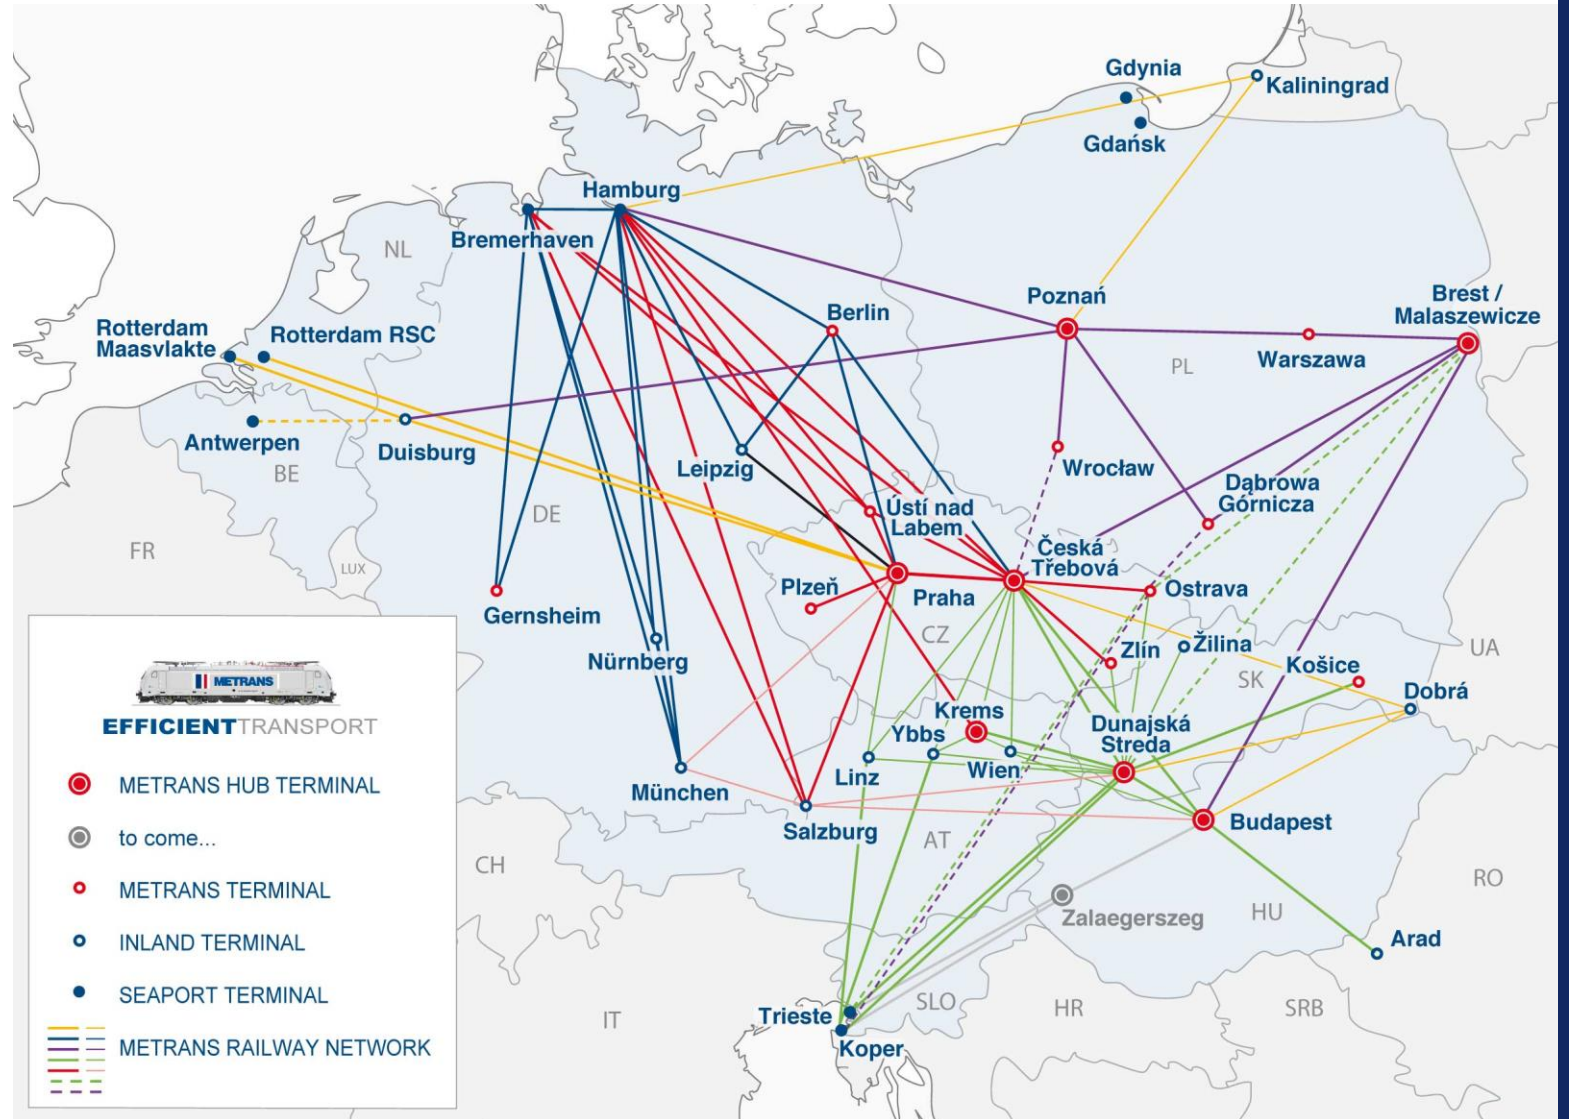 Gdynia
Kaliningrad
Gdańsk
Hamburg
Bremerhaven
NL
Poznań
Brest /
Malaszewicze
Berlin
Rotterdam
Maasvlakte
Rotterdam RSC
Warszawa
PL
Antwerpen
Duisburg
Leipzig
Wrocław
BE
Dąbrowa
Górnicza
DE
Ústí nad
Labem
FR
LUX
Česká
Třebová
Plzeň
Praha
Ostrava
Gernsheim
CZ
Nürnberg
Zlín
Žilina
UA
Košice
SK
Dobrá
Krems
Ybbs
Dunajská
Streda
Linz
Wien
München
Salzburg
Budapest
AT
CH
RO
Zalaegerszeg
HU
Arad
Trieste
SLO
HR
SRB
IT
Koper
METRANS
EFFICIENTTRANSPORT
METRANS HUB TERMINAL
to come...
METRANS TERMINAL
INLAND TERMINAL
SEAPORT TERMINAL
METRANS RAILWAY NETWORK